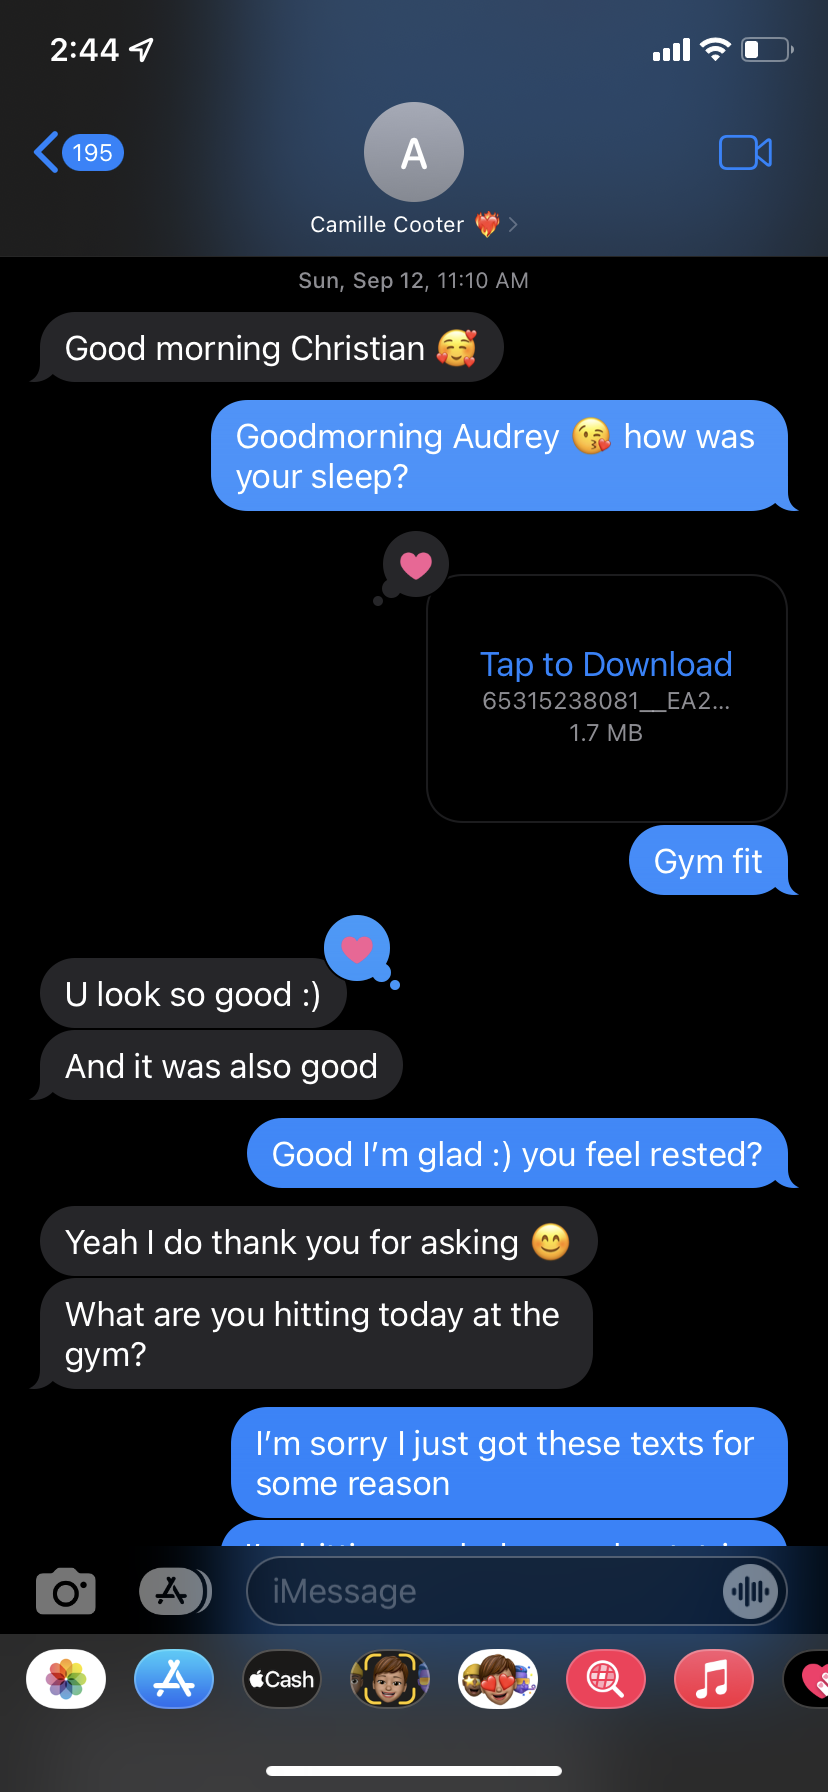 2:44
195
A
Camille Cooter ❤️‍🔥
Sun, Sep 12, 11:10 AM
Good morning Christian 🥰
Goodmorning Audrey 😘 how was
your sleep?
Tap to Download
65315238081__EA2...
1.7 MB
Gym fit
U look so good :)
And it was also good
Good I'm glad :) you feel rested?
Yeah I do thank you for asking 😊
What are you hitting today at the
gym?
I'm sorry I just got these texts for
some reason
iMessage
Cash